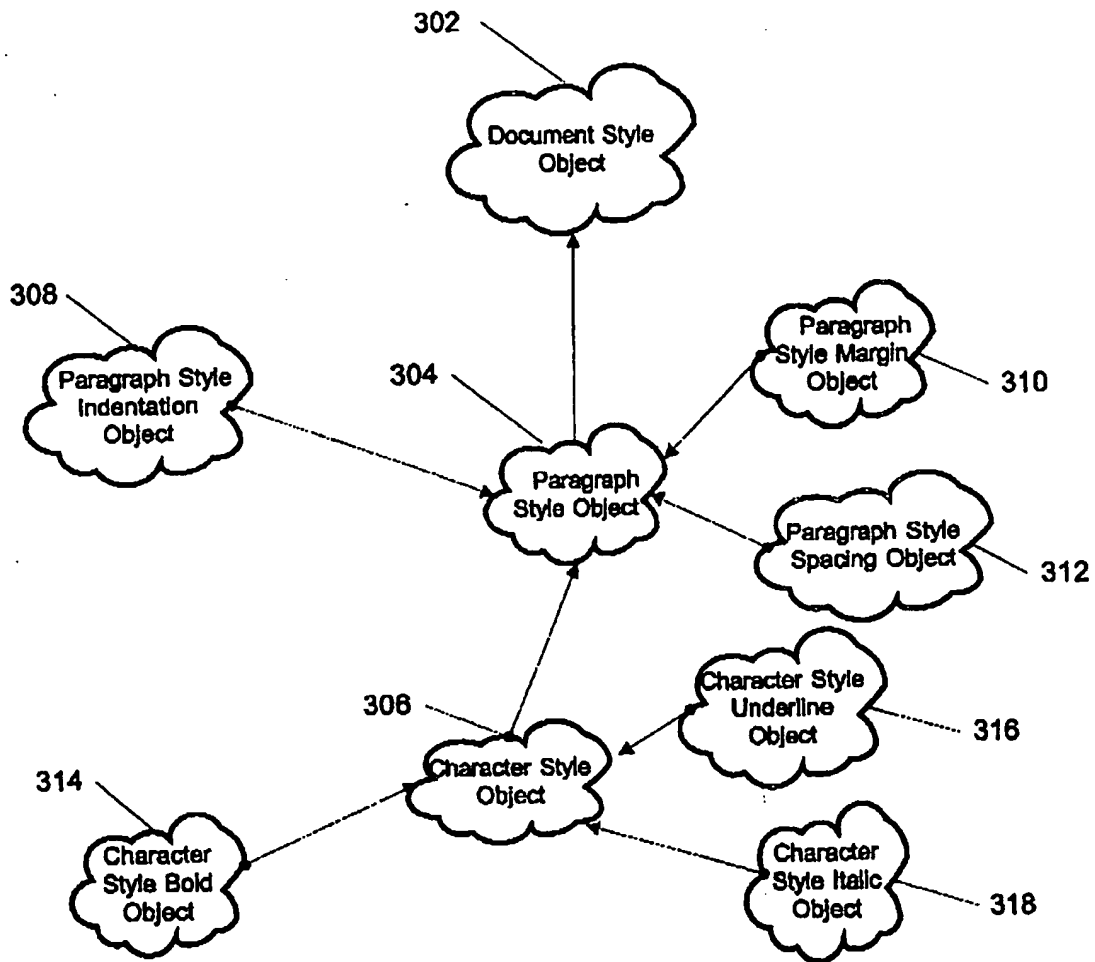 302
Document Style
Object
308
Paragraph Style
Indentation
Object
304
Paragraph
Style Margin
Object
310
Paragraph
Style Object
Paragraph Style
Spacing Object
312
306
Character Style
Underline
Object
316
Character Style
Object
314
Character
Style Bold
Object
Character
Style Italic
Object
318